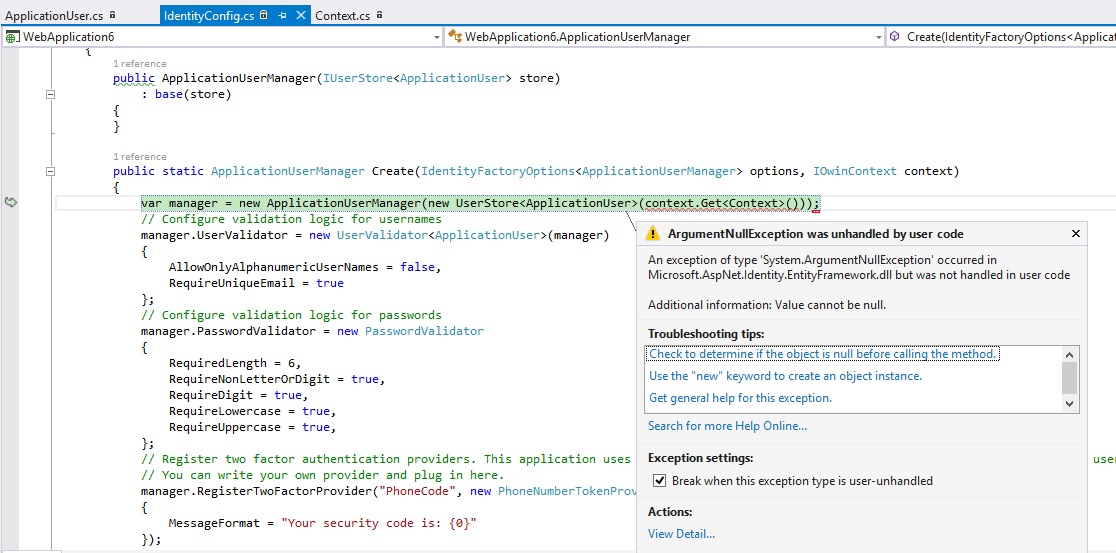 ApplicationUser.cs IdentityConfig.cs Context.cs
WebApplication6 WebApplication6.ApplicationUserManager Create(IdentityFactoryOptions<Applicati
{
1 reference
public ApplicationUserManager(IUserStore<ApplicationUser> store)
: base(store)
{
}
1 reference
public static ApplicationUserManager Create(IdentityFactoryOptions<ApplicationUserManager> options, IOwinContext context)
{
var manager = new ApplicationUserManager(new UserStore<ApplicationUser>(context.Get<Context>()));
// Configure validation logic for usernames
manager.UserValidator = new UserValidator<ApplicationUser>(manager)
{
AllowOnlyAlphanumericUserNames = false,
RequireUniqueEmail = true
};
// Configure validation logic for passwords
manager.PasswordValidator = new PasswordValidator
{
RequiredLength = 6,
RequireNonLetterOrDigit = true,
RequireDigit = true,
RequireLowercase = true,
RequireUppercase = true,
};
// Register two factor authentication providers. This application uses user
// You can write your own provider and plug in here.
manager.RegisterTwoFactorProvider("PhoneCode", new PhoneNumberTokenProv
{
MessageFormat = "Your security code is: {0}"
});
ArgumentNullException was unhandled by user code
An exception of type 'System.ArgumentNullException' occurred in
Microsoft.AspNet.Identity.EntityFramework.dll but was not handled in user code
Additional information: Value cannot be null.
Troubleshooting tips:
Check to determine if the object is null before calling the method.
Use the "new" keyword to create an object instance.
Get general help for this exception.
Search for more Help Online...
Exception settings:
Break when this exception type is user-unhandled
Actions:
View Detail...